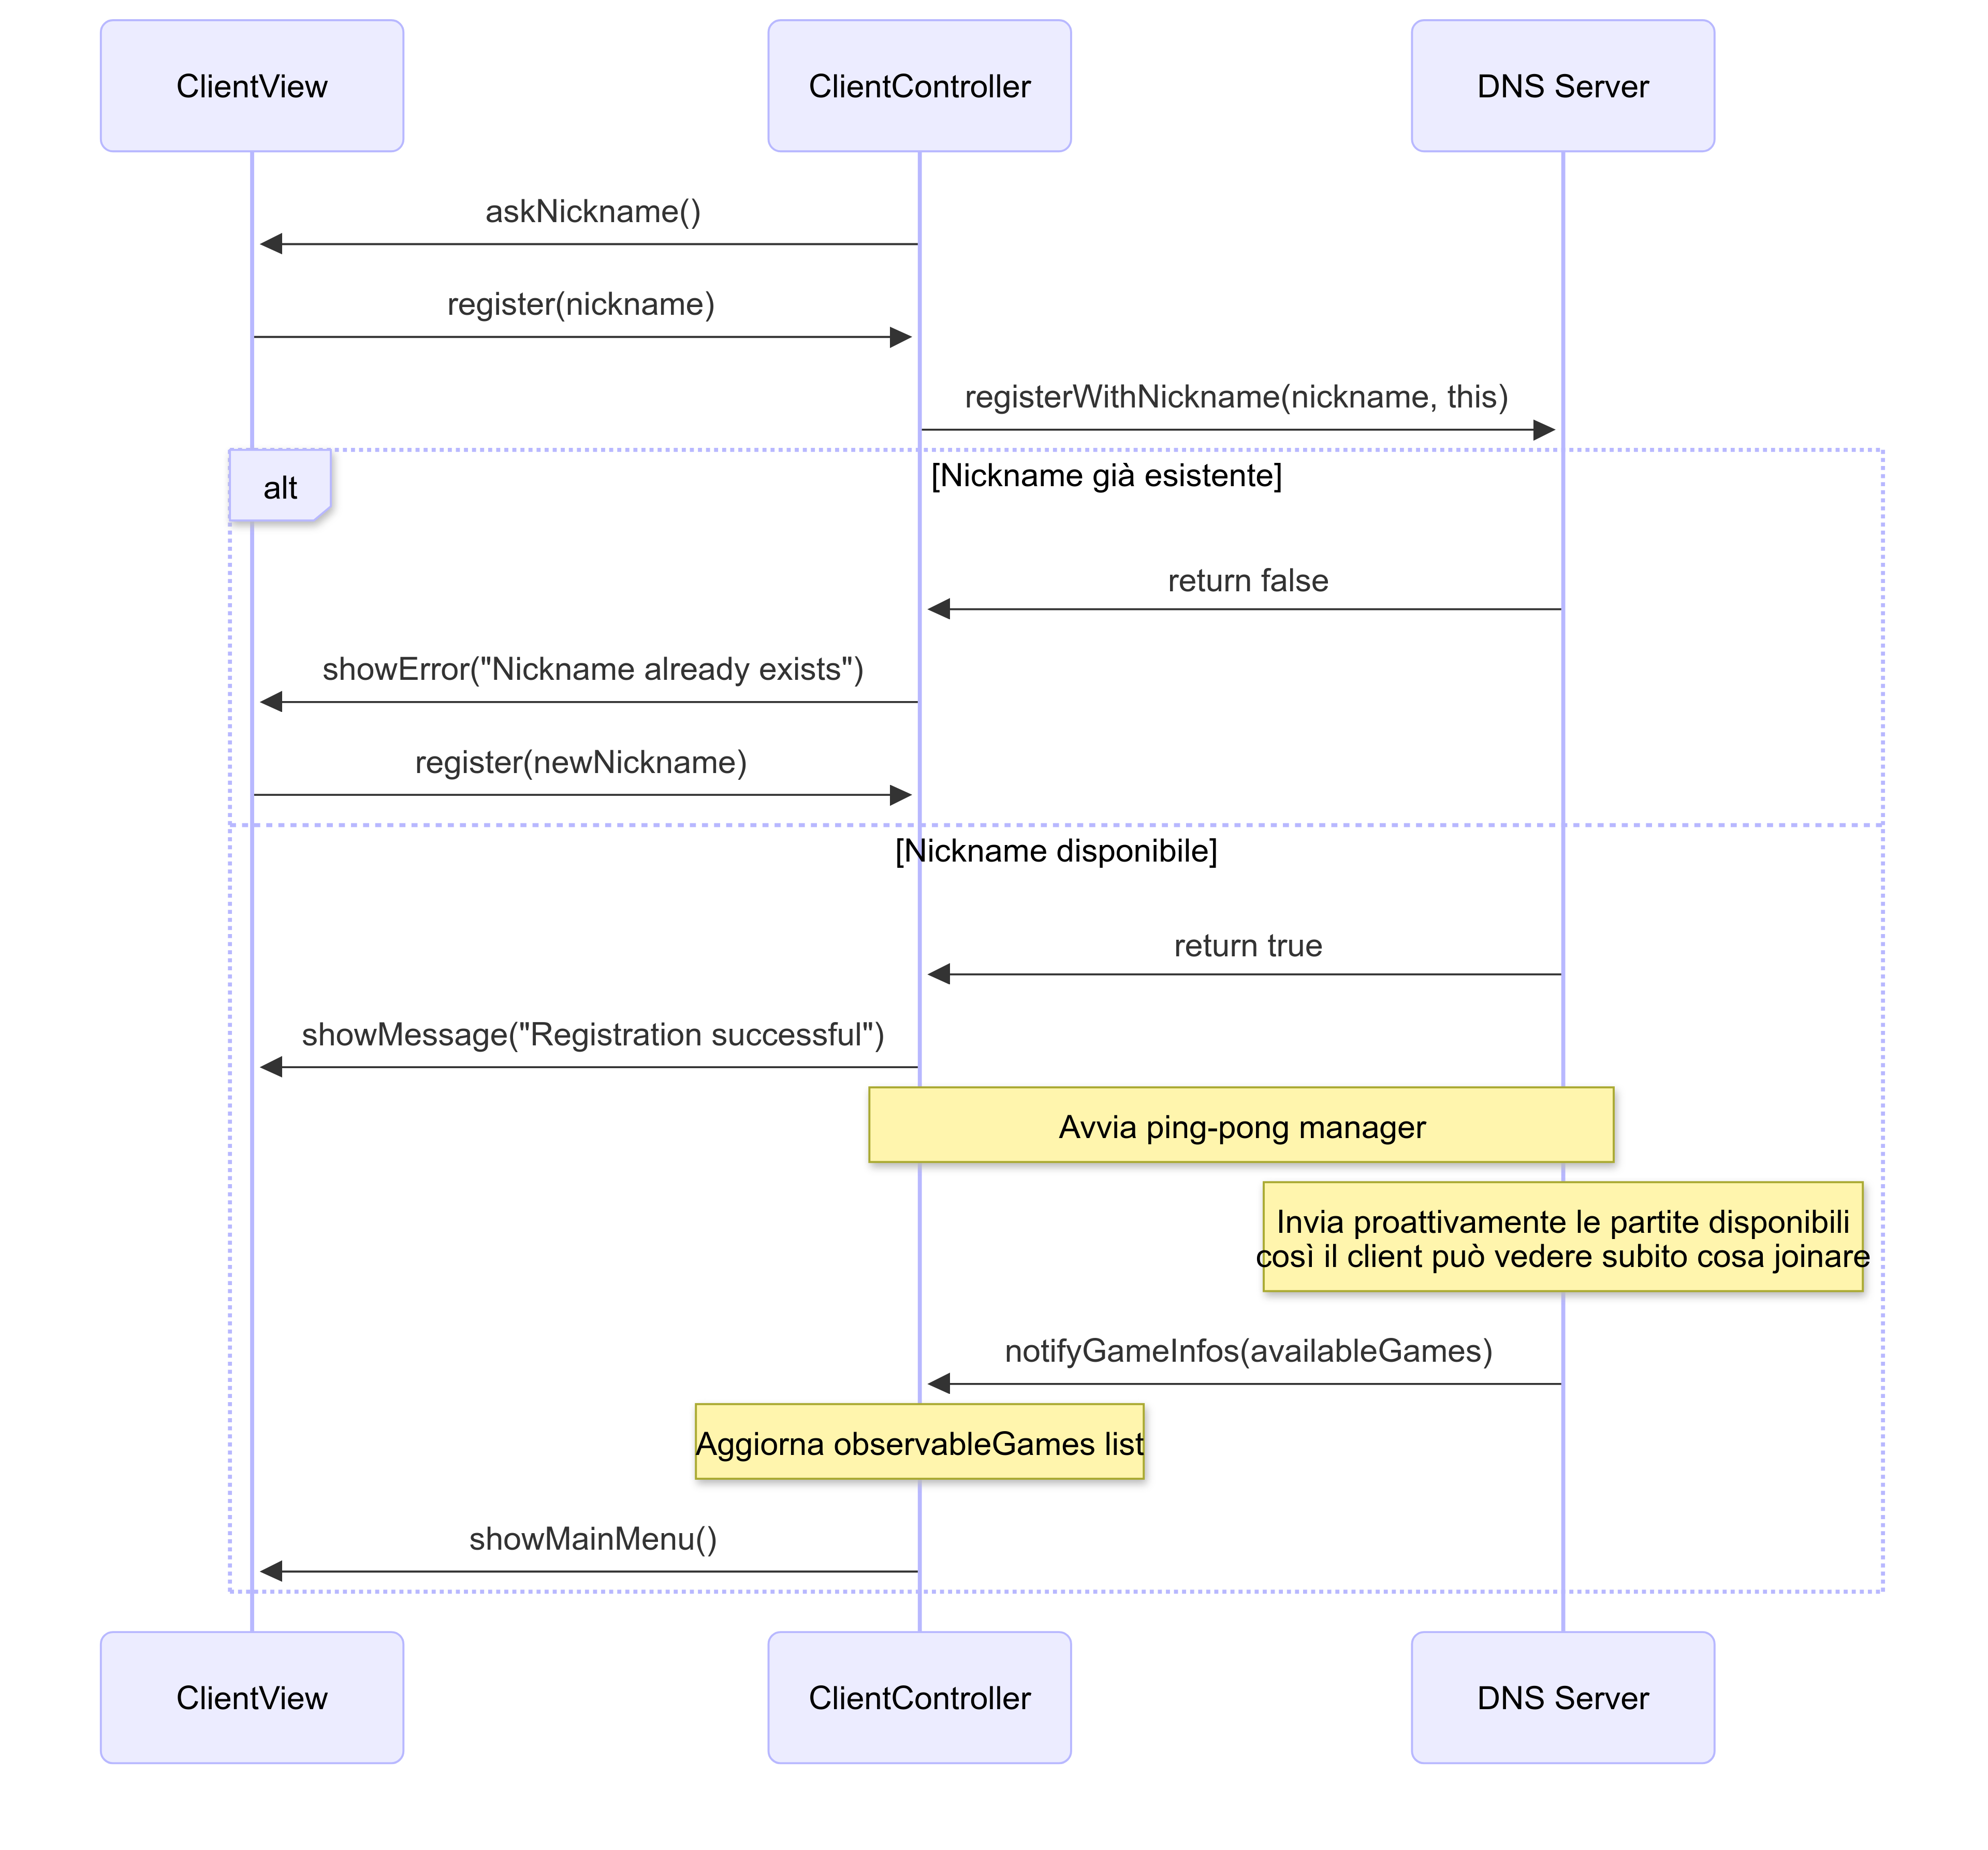 ClientView
ClientController
DNS Server
askNickname()
register(nickname)
registerWithNickname(nickname, this)
alt
[Nickname già esistente]
return false
showError("Nickname already exists")
register(newNickname)
[Nickname disponibile]
return true
showMessage("Registration successful")
Avvia ping-pong manager
Invia proattivamente le partite disponibili
così il client può vedere subito cosa joinare
notifyGameInfos(availableGames)
Aggiorna observableGames list
showMainMenu()
ClientView
ClientController
DNS Server